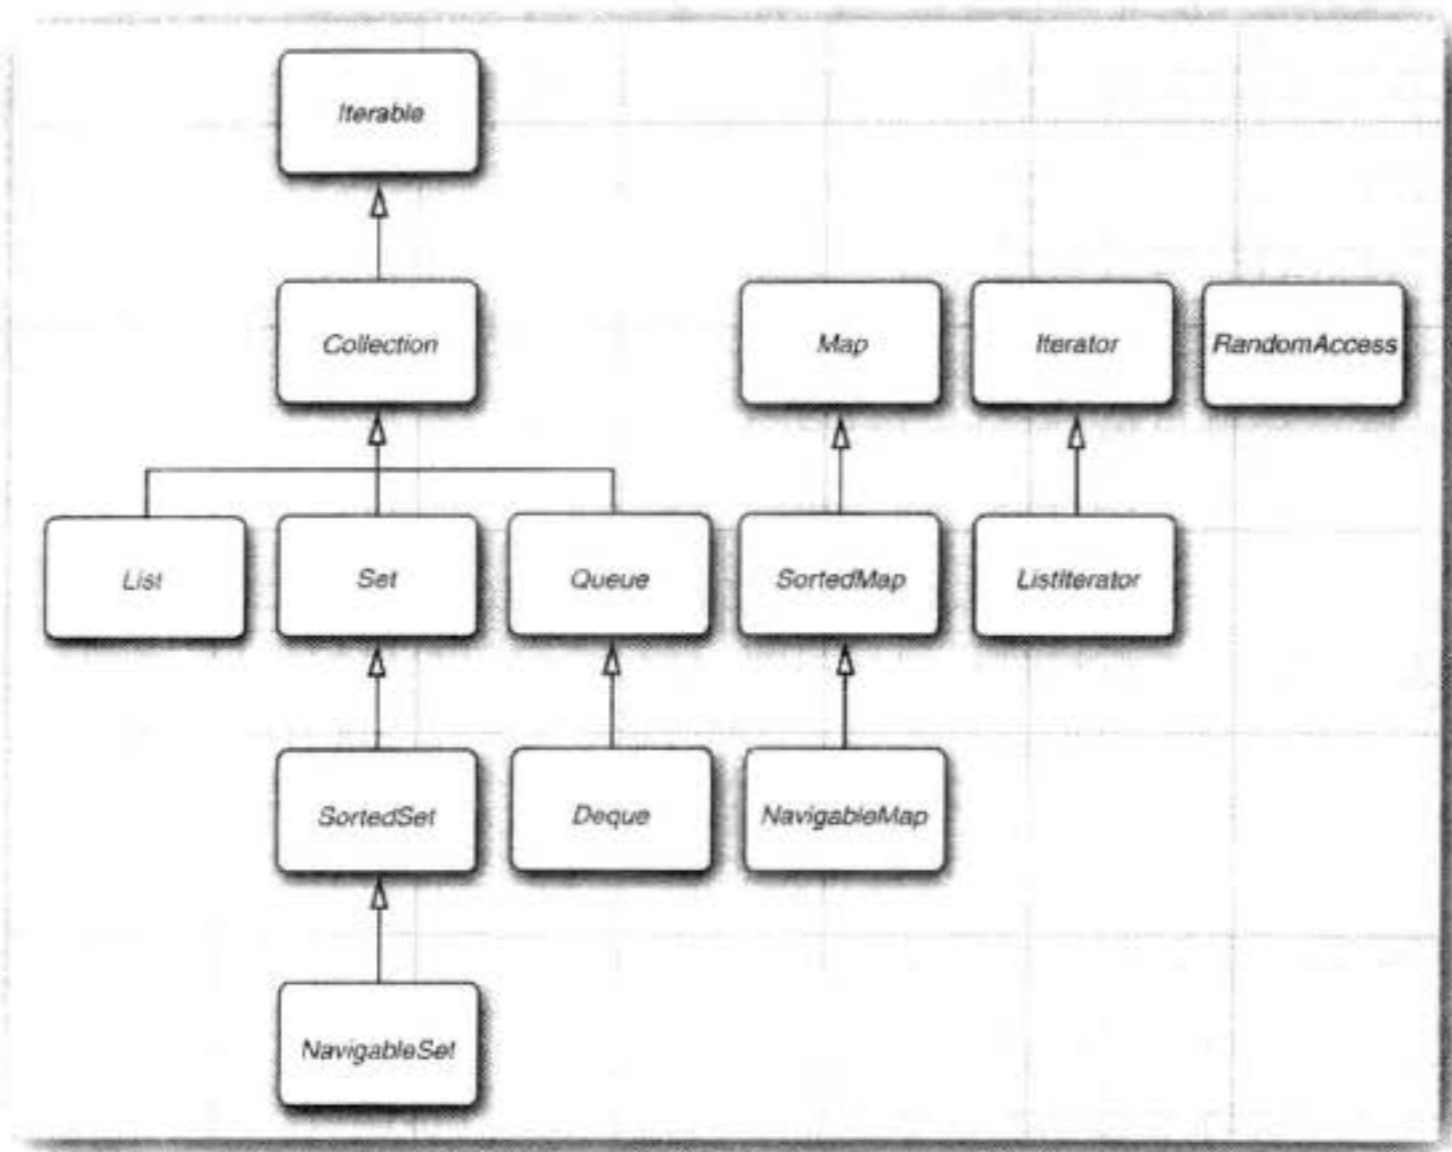 Iterable
Collection
Map
Iterator
RandomAccess
List
Set
Queue
SortedMap
ListIterator
SortedSet
Deque
NavigableMap
NavigableSet